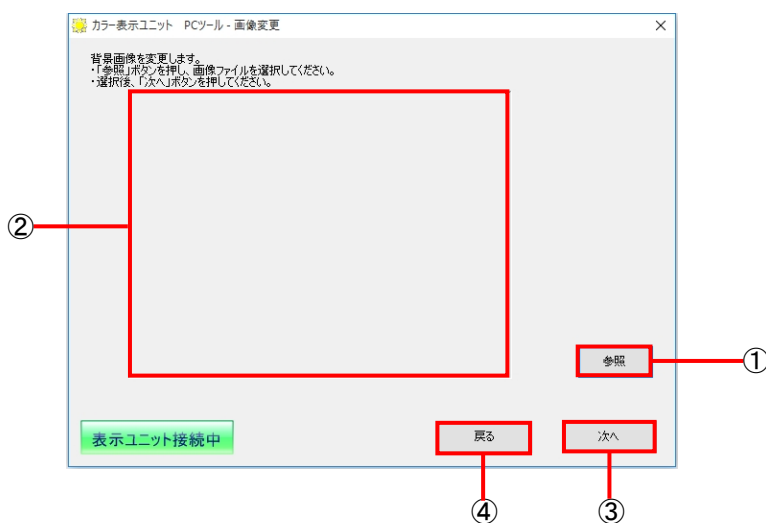 カラー表示ユニット　PCツール - 画像変更
背景画像を変更します。
・「参照」ボタンを押し、画像ファイルを選択してください。
・選択後、「次へ」ボタンを押してください。
②
参照
①
表示ユニット接続中
戻る
次へ
④
③